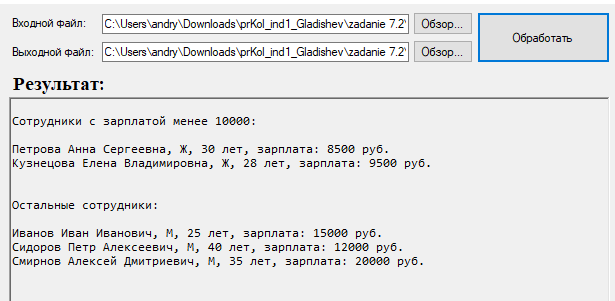 Входной файл: C:\Users\andry\Downloads\prKol_ind1_Gladishev\zadanie 7.2\ Обзор... Обработать
Выходной файл: C:\Users\andry\Downloads\prKol_ind1_Gladishev\zadanie 7.2\ Обзор...
Результат:
Сотрудники с зарплатой менее 10000:
Петрова Анна Сергеевна, Ж, 30 лет, зарплата: 8500 руб.
Кузнецова Елена Владимировна, Ж, 28 лет, зарплата: 9500 руб.
Остальные сотрудники:
Иванов Иван Иванович, М, 25 лет, зарплата: 15000 руб.
Сидоров Петр Алексеевич, М, 40 лет, зарплата: 12000 руб.
Смирнов Алексей Дмитриевич, М, 35 лет, зарплата: 20000 руб.